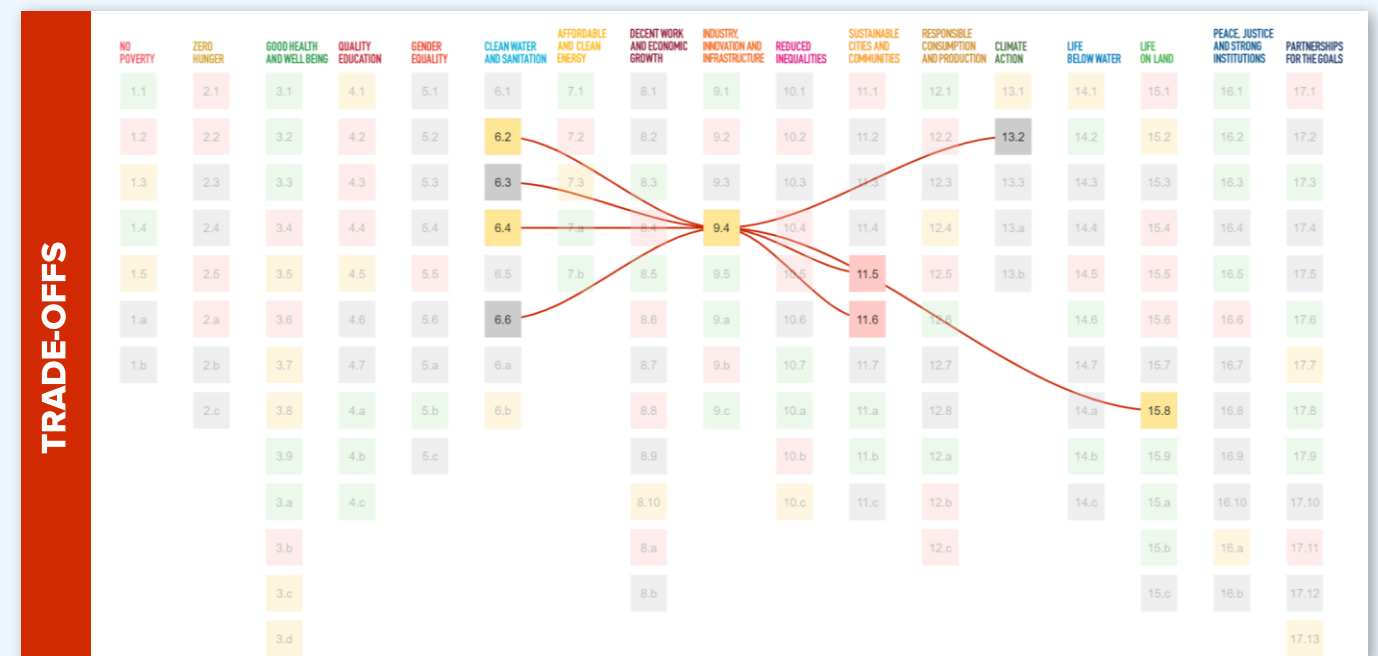 TRADE-OFFS
NO
POVERTY
ZERO
HUNGER
GOOD HEALTH
AND WELL BEING
QUALITY
EDUCATION
GENDER
EQUALITY
CLEAN WATER
AND SANITATION
AFFORDABLE
AND CLEAN
ENERGY
DECENT WORK
AND ECONOMIC
GROWTH
INDUSTRY,
INNOVATION AND
INFRASTRUCTURE
REDUCED
INEQUALITIES
SUSTAINABLE
CITIES AND
COMMUNITIES
RESPONSIBLE
CONSUMPTION
AND PRODUCTION
CLIMATE
ACTION
LIFE
BELOW WATER
LIFE
ON LAND
PEACE, JUSTICE
AND STRONG
INSTITUTIONS
PARTNERSHIPS
FOR THE GOALS
1.1 2.1 3.1 4.1 5.1 6.1 7.1 8.1 9.1 10.1 11.1 12.1 13.1 14.1 15.1 16.1 17.1
1.2 2.2 3.2 4.2 5.2 6.2 7.2 8.2 9.2 10.2 11.2 12.2 13.2 14.2 15.2 16.2 17.2
1.3 2.3 3.3 4.3 5.3 6.3 7.3 8.3 9.3 10.3 11.3 12.3 13.3 14.3 15.3 16.3 17.3
1.4 2.4 3.4 4.4 5.4 6.4 7.a 8.4 9.4 10.4 11.4 12.4 13.a 14.4 15.4 16.4 17.4
1.5 2.5 3.5 4.5 5.5 6.5 7.b 8.5 9.5 10.5 11.5 12.5 13.b 14.5 15.5 16.5 17.5
1.a 2.a 3.6 4.6 5.6 6.6 8.6 9.a 10.6 11.6 12.6 14.6 15.6 16.6 17.6
1.b 2.b 3.7 4.7 5.a 6.a 8.7 9.b 10.7 11.7 12.7 14.7 15.7 16.7 17.7
2.c 3.8 4.a 5.b 6.b 8.8 9.c 10.a 11.a 12.8 14.a 15.8 16.8 17.8
3.9 4.b 5.c 8.9 10.b 11.b 12.a 14.b 15.9 16.9 17.9
3.a 4.c 8.10 10.c 11.c 12.b 14.c 15.a 16.10 17.10
3.b 8.a 12.c 15.b 16.a 17.11
3.c 8.b 15.c 16.b 17.12
3.d 17.13